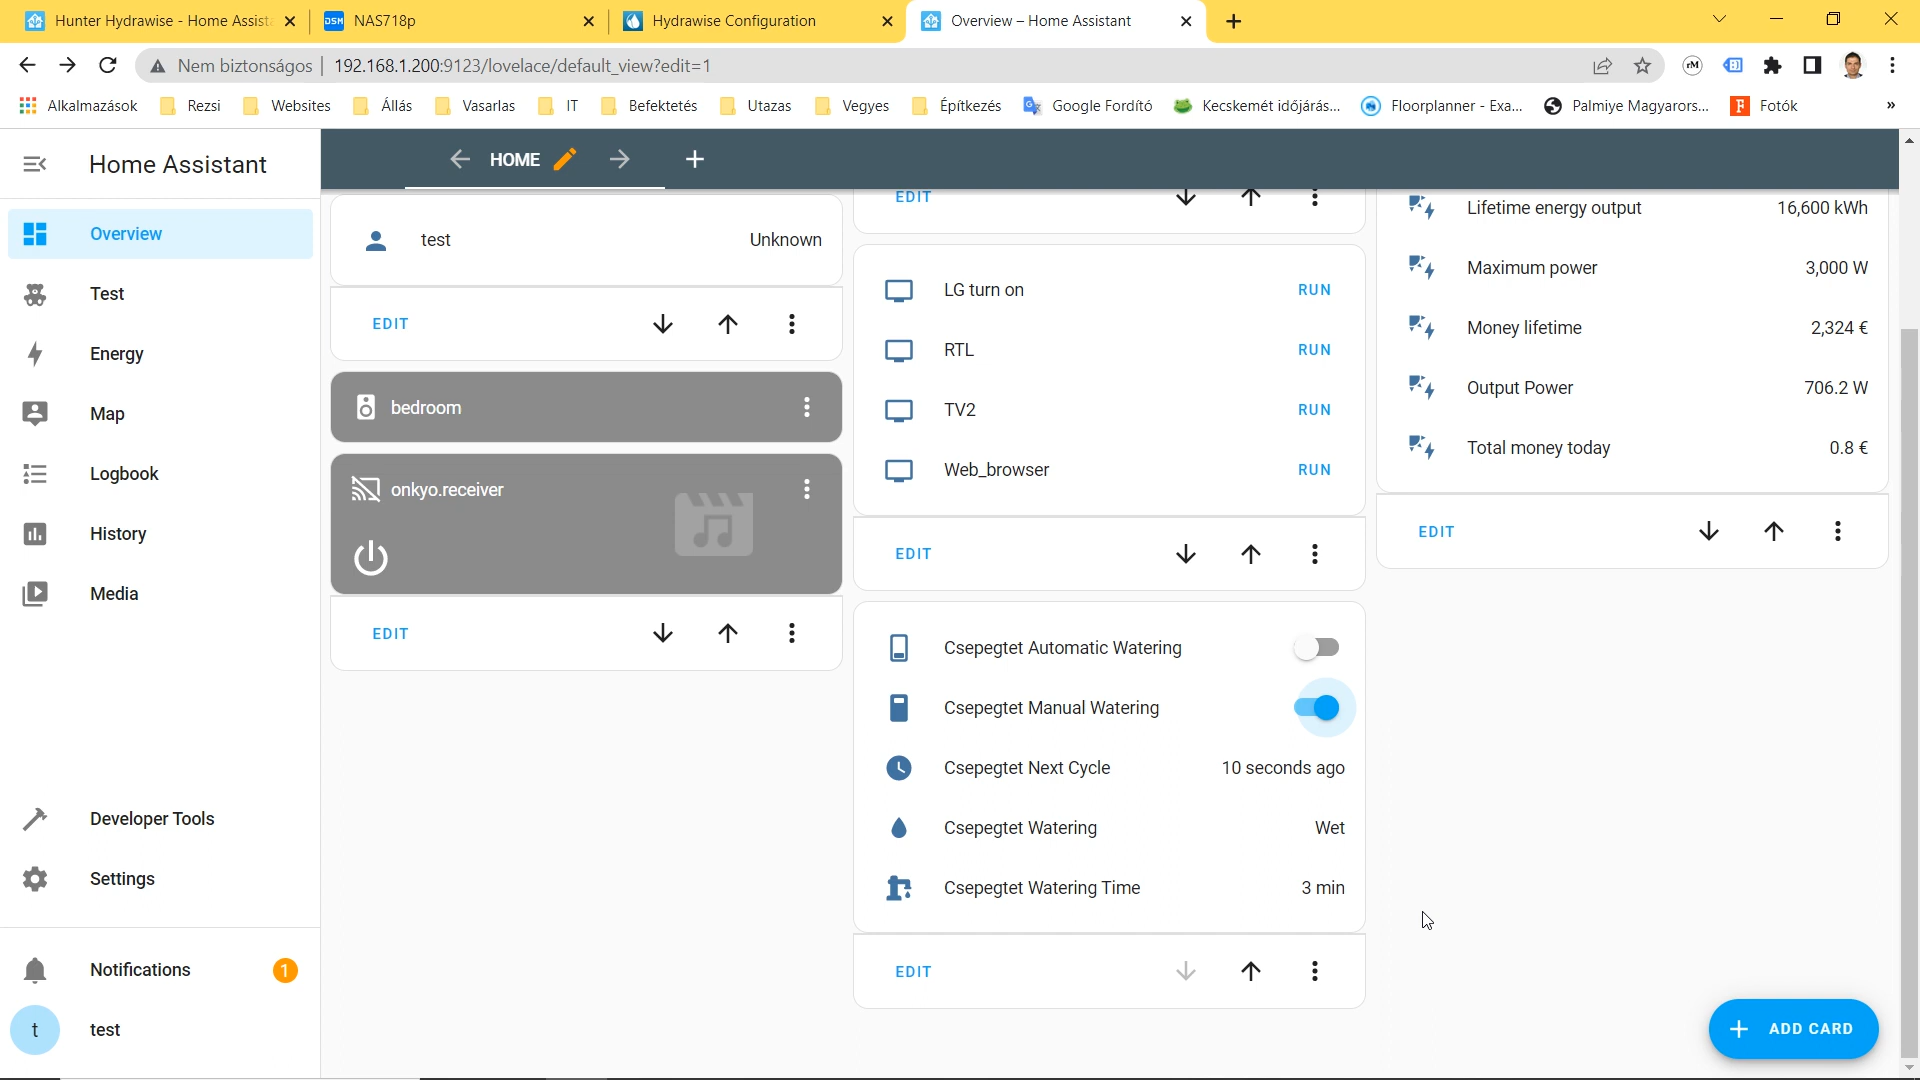 Hunter Hydrawise - Home Assist
NAS718p
Hydrawise Configuration
Overview – Home Assistant
Nem biztonságos | 192.168.1.200:9123/lovelace/default_view?edit=1
Alkalmazások
Rezsi
Websites
Állás
Vasarlas
IT
Befektetés
Utazas
Vegyes
Építkezés
Google Fordító
Kecskemét időjárás...
Floorplanner - Exa...
Palmiye Magyarors...
Fotók
»
Home Assistant
Overview
Test
Energy
Map
Logbook
History
Media
Developer Tools
Settings
Notifications 1
t test
HOME
test Unknown
EDIT
bedroom
onkyo.receiver
EDIT
EDIT
LG turn on RUN
RTL RUN
TV2 RUN
Web_browser RUN
EDIT
Csepegtet Automatic Watering
Csepegtet Manual Watering
Csepegtet Next Cycle 10 seconds ago
Csepegtet Watering Wet
Csepegtet Watering Time 3 min
EDIT
Lifetime energy output 16,600 kWh
Maximum power 3,000 W
Money lifetime 2,324 €
Output Power 706.2 W
Total money today 0.8 €
EDIT
ADD CARD